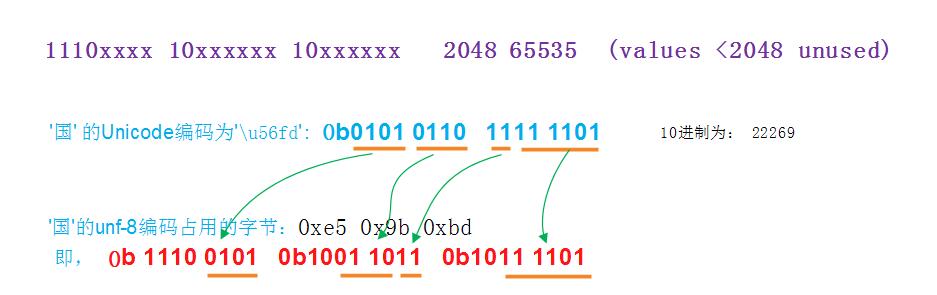 1110xxxx 10xxxxxx 10xxxxxx 2048 65535 (values <2048 unused)
'国' 的Unicode编码为'\u56fd': 0b0101 0110 1111 1101 10进制为: 22269
'国'的unf-8编码占用的字节: 0xe5 0x9b 0xbd
即, 0b 1110 0101 0b1001 1011 0b1011 1101